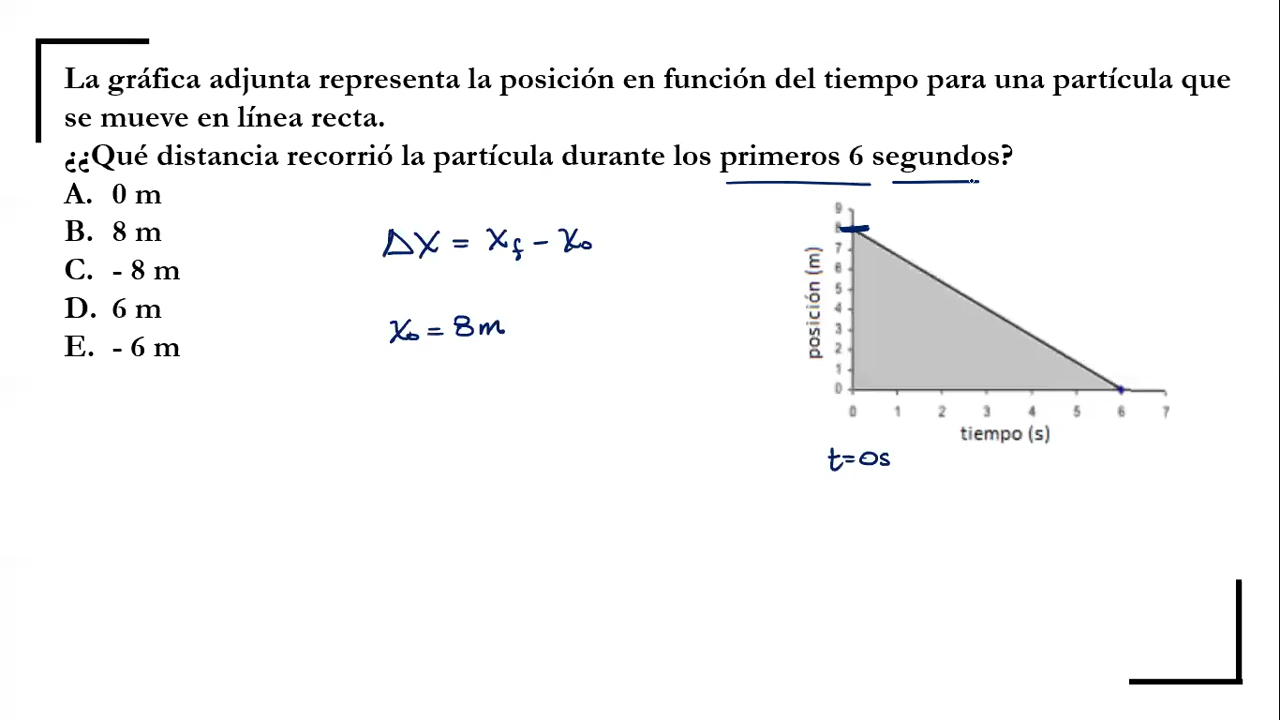 La gráfica adjunta representa la posición en función del tiempo para una partícula que
se mueve en línea recta.
¿¿Qué distancia recorrió la partícula durante los primeros 6 segundos?
A. 0 m
B. 8 m
C. - 8 m
D. 6 m
E. - 6 m
Δx = xf - x₀
x₀ = 8m
posición (m)
9
8
7
6
5
4
3
2
1
0
0 1 2 3 4 5 6 7
tiempo (s)
t=0s